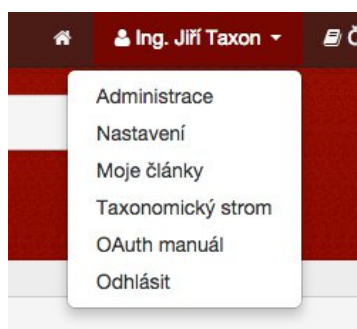 Ing. Jiří Taxon
Administrace
Nastavení
Moje články
Taxonomický strom
OAuth manuál
Odhlásit